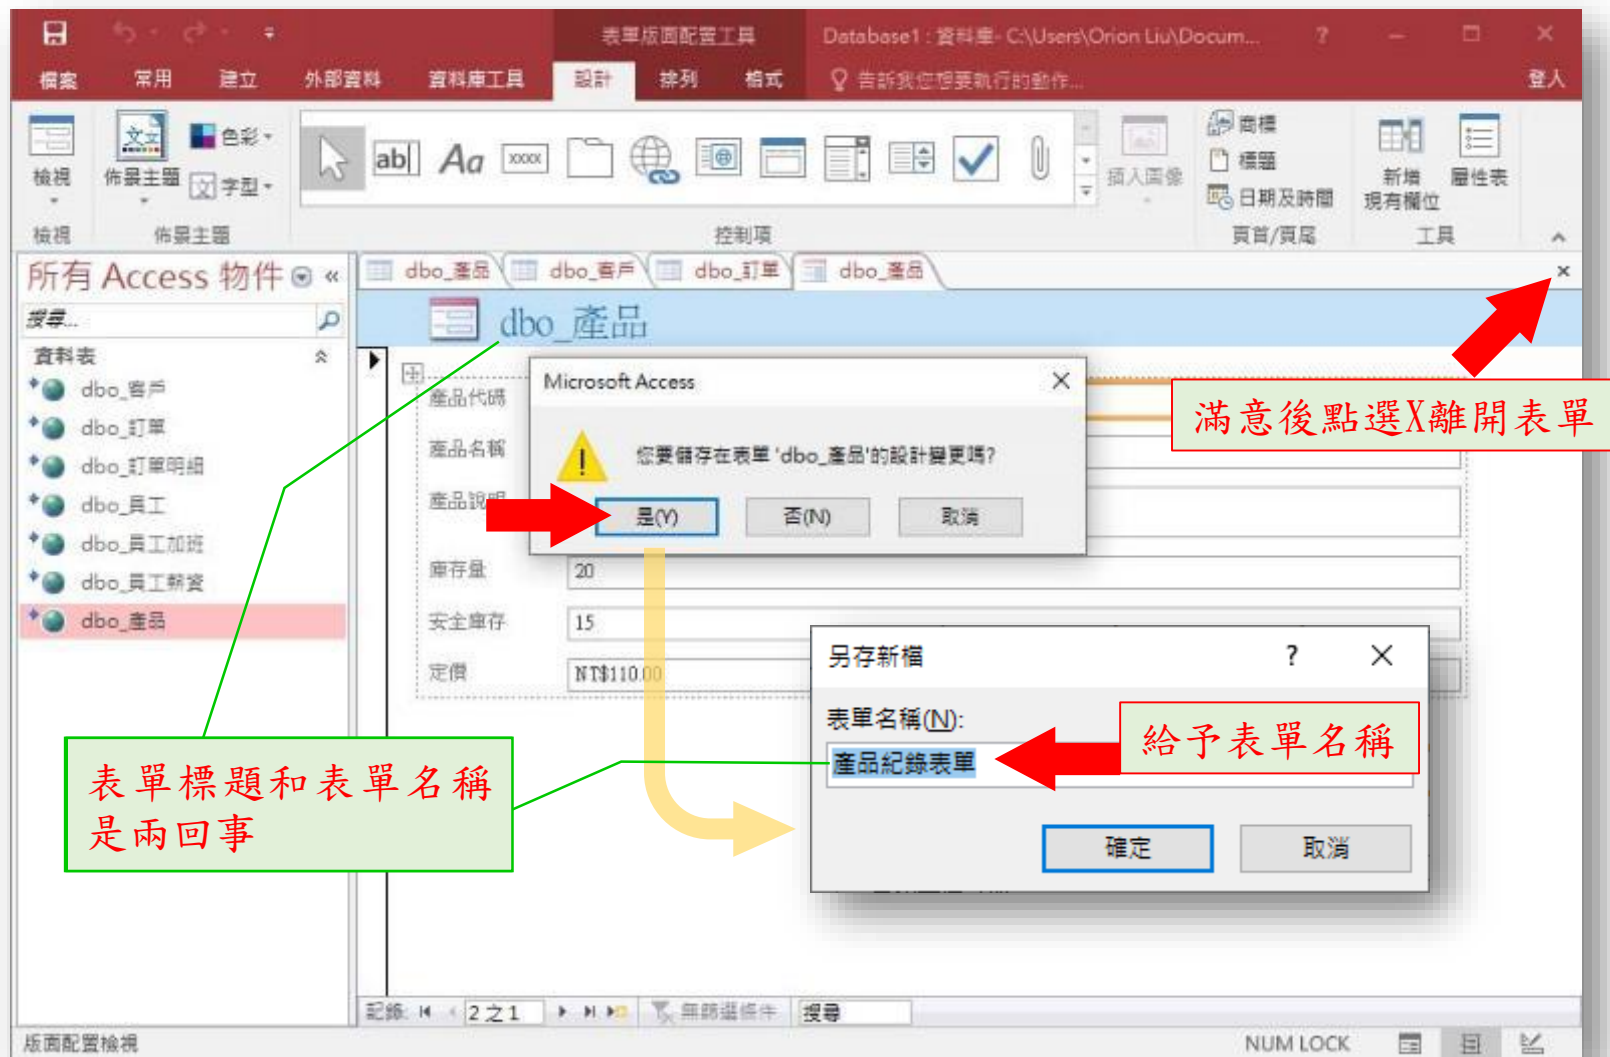 表單版面配置工具
Database1 : 資料庫- C:\Users\Orion Liu\Docum...
?
檔案 常用 建立 外部資料 資料庫工具 設計 排列 格式 告訴我您想要執行的動作... 登入
檢視
佈景主題
色彩
文 字型
ab
Aa
xxxx
插入圖像
商標
標題
日期及時間
新增
現有欄位
屬性表
檢視 佈景主題 控制項 頁首/頁尾 工具
所有 Access 物件
搜尋...
資料表
dbo_客戶
dbo_訂單
dbo_訂單明細
dbo_員工
dbo_員工加班
dbo_員工薪資
dbo_產品
dbo_產品 dbo_客戶 dbo_訂單 dbo_產品
dbo_產品
產品代碼
產品名稱
產品說明
庫存量 20
安全庫存 15
定價 NT$110.00
Microsoft Access
您要儲存在表單 'dbo_產品'的設計變更嗎?
是(Y) 否(N) 取消
滿意後點選X離開表單
另存新檔 ?
表單名稱(N):
產品紀錄表單
給予表單名稱
確定 取消
表單標題和表單名稱
是兩回事
記錄: 2 之 1 無篩選條件 搜尋
版面配置檢視 NUM LOCK